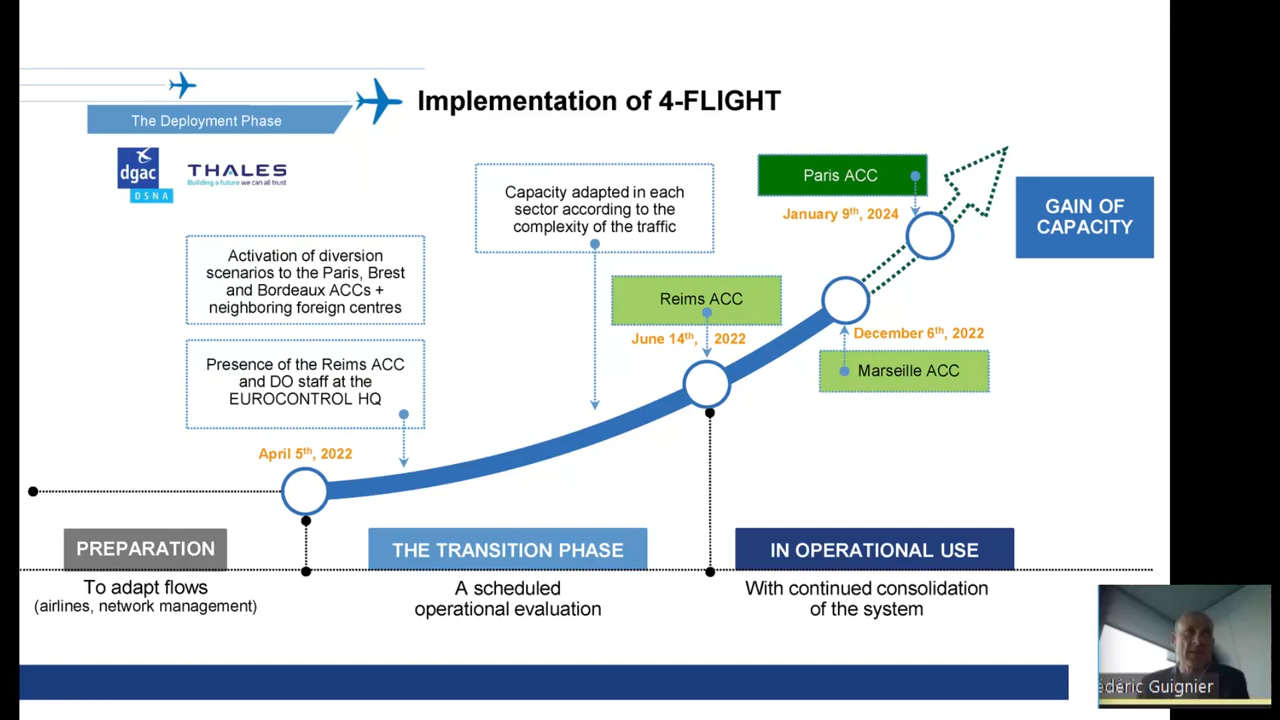 Implementation of 4-FLIGHT
The Deployment Phase
dgac
DSNA
THALES
Building a future we can all trust
Activation of diversion
scenarios to the Paris, Brest
and Bordeaux ACCs +
neighboring foreign centres
Presence of the Reims ACC
and DO staff at the
EUROCONTROL HQ
April 5th, 2022
Capacity adapted in each
sector according to the
complexity of the traffic
Reims ACC
June 14th, 2022
Paris ACC
January 9th, 2024
December 6th, 2022
Marseille ACC
GAIN OF
CAPACITY
PREPARATION
To adapt flows
(airlines, network management)
THE TRANSITION PHASE
A scheduled
operational evaluation
IN OPERATIONAL USE
With continued consolidation
of the system
édéric Guignier